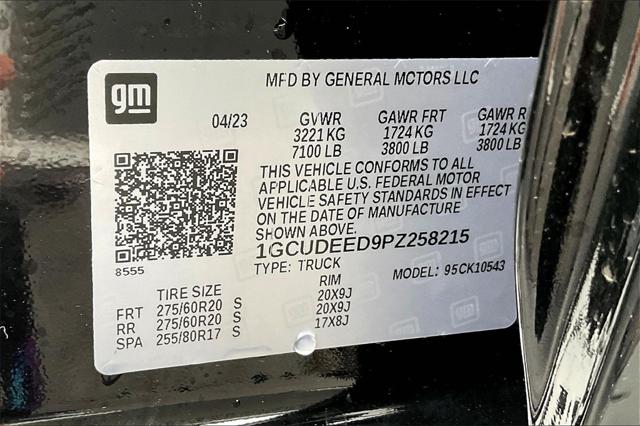 gm
MFD BY GENERAL MOTORS LLC
04/23 GVWR GAWR FRT GAWR R
3221 KG 1724 KG 1724 KG
7100 LB 3800 LB 3800 LB
THIS VEHICLE CONFORMS TO ALL
APPLICABLE U.S. FEDERAL MOTOR
VEHICLE SAFETY STANDARDS IN EFFECT
ON THE DATE OF MANUFACTURE
SHOWN ABOVE.
1GCUDEED9PZ258215
8555
TYPE: TRUCK MODEL: 95CK10543
TIRE SIZE RIM
FRT 275/60R20 S 20X9J
RR 275/60R20 S 20X9J
SPA 255/80R17 S 17X8J